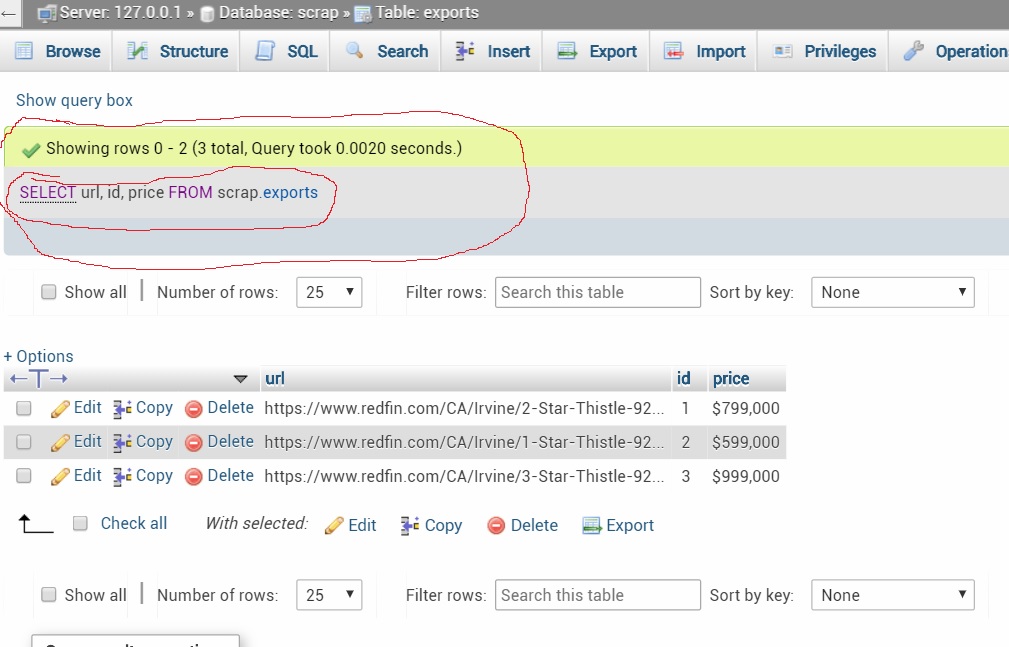 ← Server: 127.0.0.1 » Database: scrap » Table: exports
Browse Structure SQL Search Insert Export Import Privileges Operation
Show query box
Showing rows 0 - 2 (3 total, Query took 0.0020 seconds.)
SELECT url, id, price FROM scrap.exports
Show all | Number of rows: 25 Filter rows: Search this table Sort by key: None
+ Options
←T→ url id price
Edit Copy Delete https://www.redfin.com/CA/Irvine/2-Star-Thistle-92... 1 $799,000
Edit Copy Delete https://www.redfin.com/CA/Irvine/1-Star-Thistle-92... 2 $599,000
Edit Copy Delete https://www.redfin.com/CA/Irvine/3-Star-Thistle-92... 3 $999,000
Check all With selected: Edit Copy Delete Export
Show all | Number of rows: 25 Filter rows: Search this table Sort by key: None